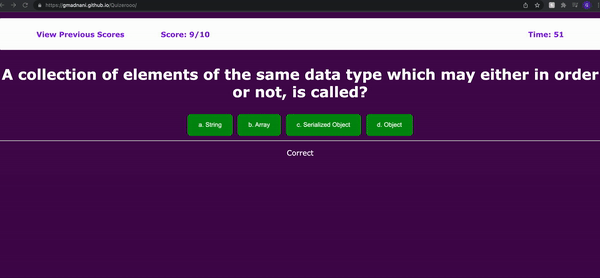 https://gmadnani.github.io/Quizerooo/
View Previous Scores Score: 9/10 Time: 51
A collection of elements of the same data type which may either in order
or not, is called?
a. String b. Array c. Serialized Object d. Object
Correct